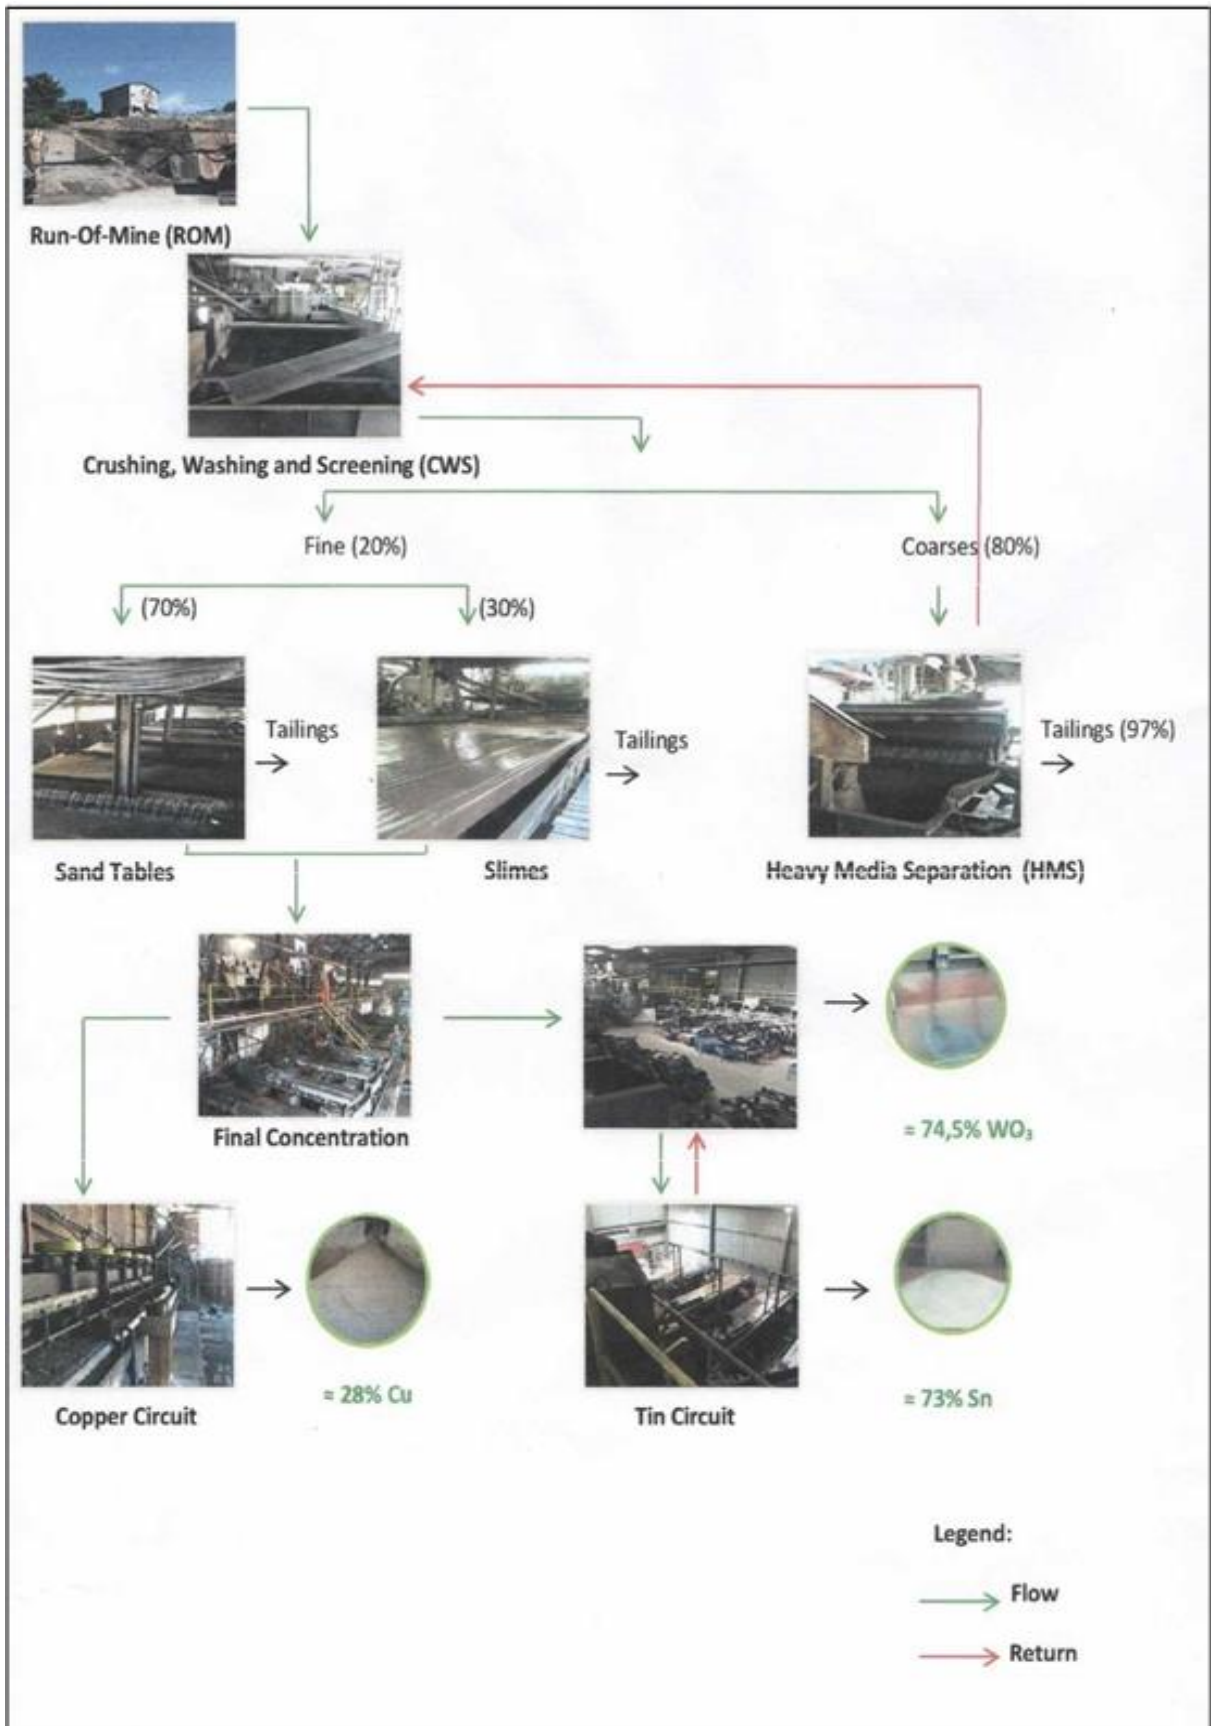 Run-Of-Mine (ROM)
Crushing, Washing and Screening (CWS)
Fine (20%)
Coarses (80%)
(70%)
(30%)
Tailings
Tailings
Tailings (97%)
Sand Tables
Slimes
Heavy Media Separation (HMS)
Final Concentration
≈ 74,5% WO₃
≈ 28% Cu
≈ 73% Sn
Copper Circuit
Tin Circuit
Legend:
Flow
Return